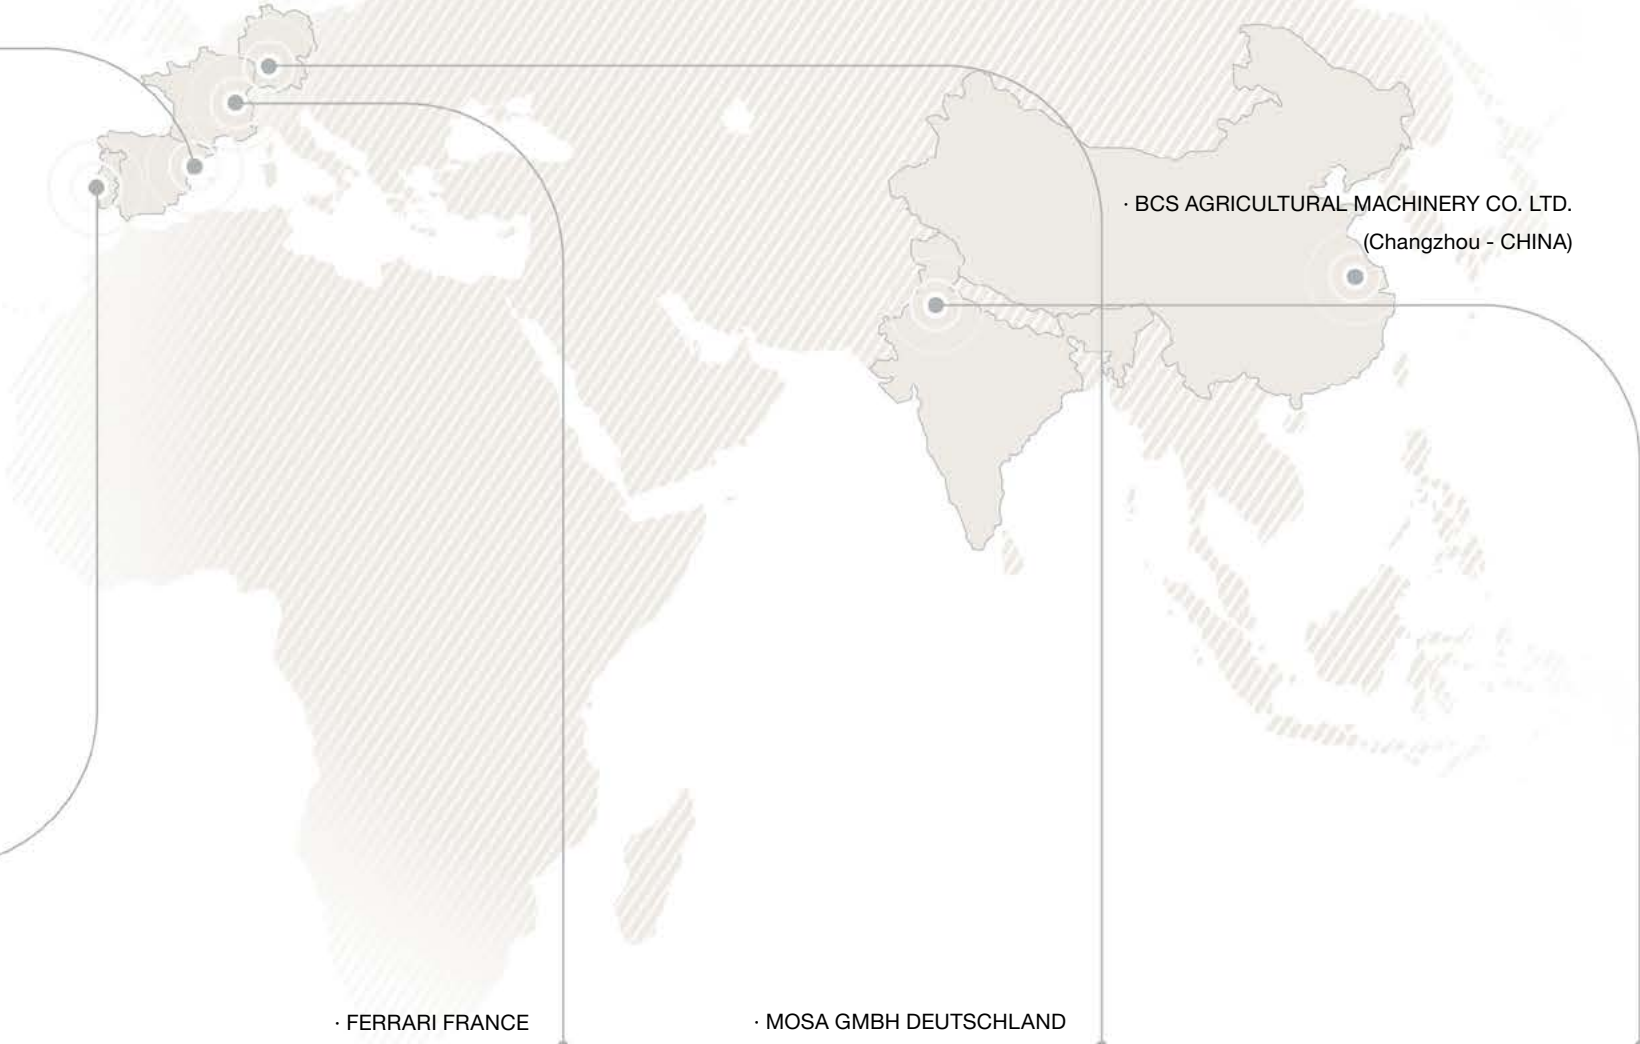 · BCS AGRICULTURAL MACHINERY CO. LTD.
(Changzhou - CHINA)
· FERRARI FRANCE
· MOSA GMBH DEUTSCHLAND